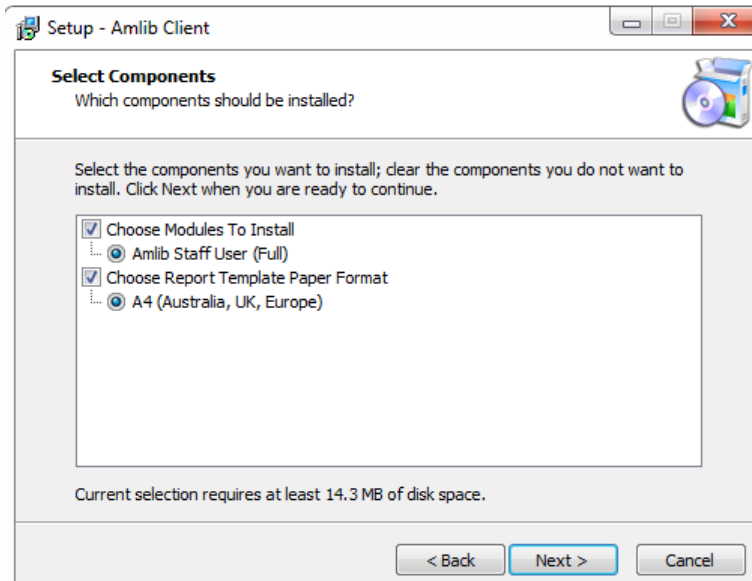 Setup - Amlib Client
Select Components
Which components should be installed?
Select the components you want to install; clear the components you do not want to
install. Click Next when you are ready to continue.
Choose Modules To Install
Amlib Staff User (Full)
Choose Report Template Paper Format
A4 (Australia, UK, Europe)
Current selection requires at least 14.3 MB of disk space.
< Back Next > Cancel